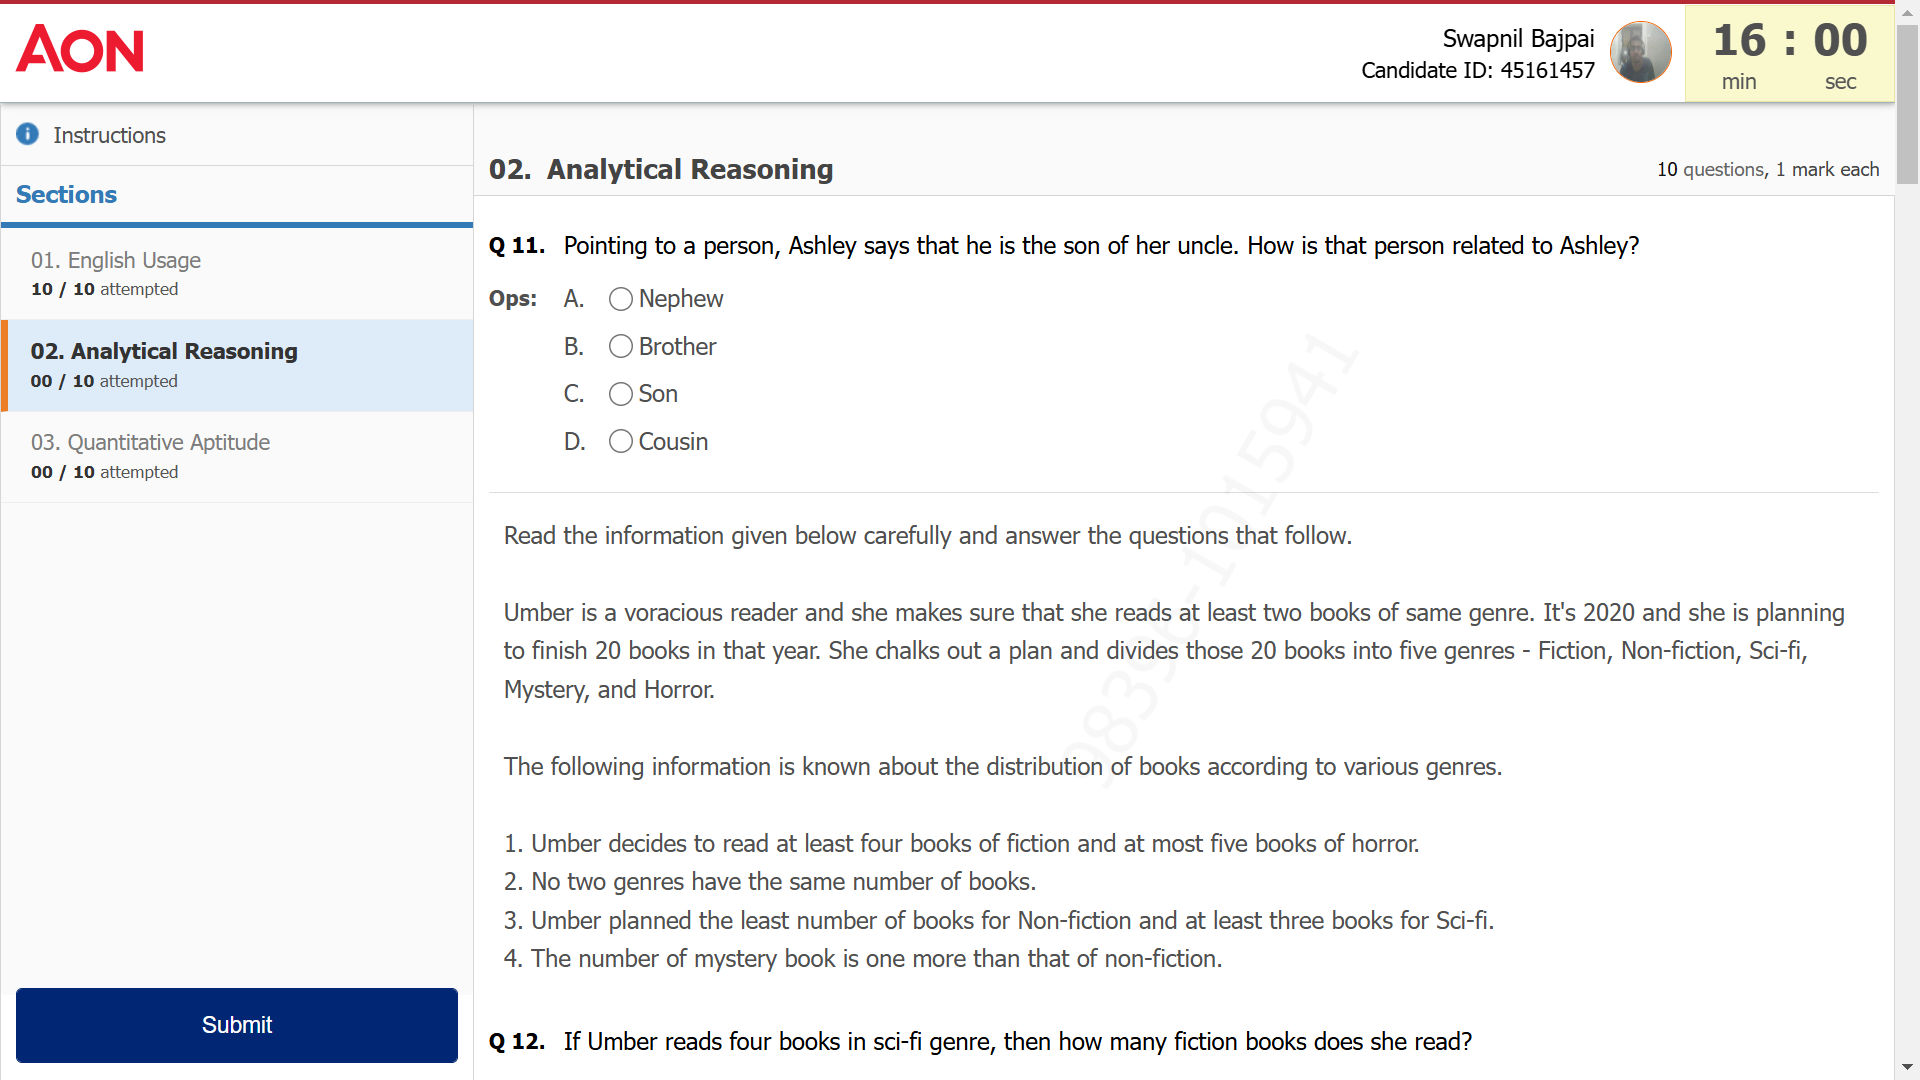 AON
Swapnil Bajpai
Candidate ID: 45161457
16 : 00
min sec
Instructions
Sections
01. English Usage
10 / 10 attempted
02. Analytical Reasoning
00 / 10 attempted
03. Quantitative Aptitude
00 / 10 attempted
Submit
02. Analytical Reasoning
10 questions, 1 mark each
Q 11. Pointing to a person, Ashley says that he is the son of her uncle. How is that person related to Ashley?
Ops: A. Nephew
B. Brother
C. Son
D. Cousin
Read the information given below carefully and answer the questions that follow.
Umber is a voracious reader and she makes sure that she reads at least two books of same genre. It's 2020 and she is planning
to finish 20 books in that year. She chalks out a plan and divides those 20 books into five genres - Fiction, Non-fiction, Sci-fi,
Mystery, and Horror.
The following information is known about the distribution of books according to various genres.
1. Umber decides to read at least four books of fiction and at most five books of horror.
2. No two genres have the same number of books.
3. Umber planned the least number of books for Non-fiction and at least three books for Sci-fi.
4. The number of mystery book is one more than that of non-fiction.
Q 12. If Umber reads four books in sci-fi genre, then how many fiction books does she read?